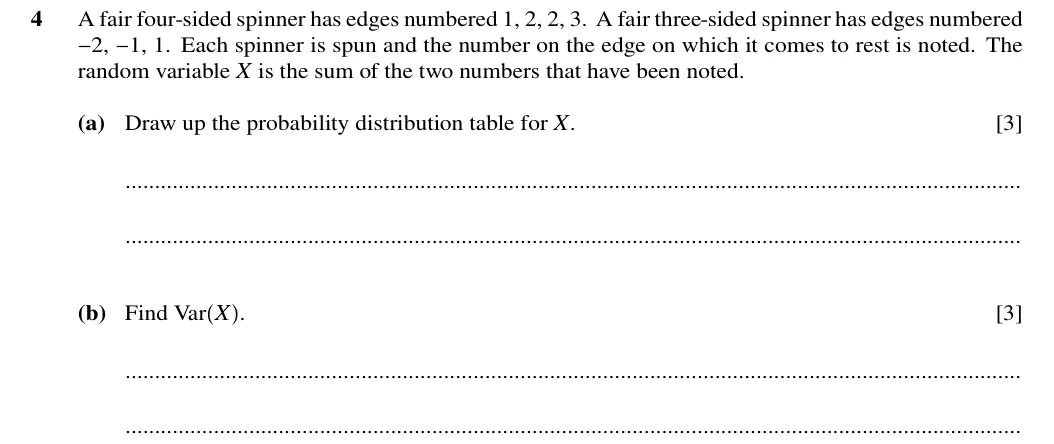 4 A fair four-sided spinner has edges numbered 1, 2, 2, 3. A fair three-sided spinner has edges numbered
−2, −1, 1. Each spinner is spun and the number on the edge on which it comes to rest is noted. The
random variable X is the sum of the two numbers that have been noted.
(a) Draw up the probability distribution table for X. [3]
(b) Find Var(X). [3]